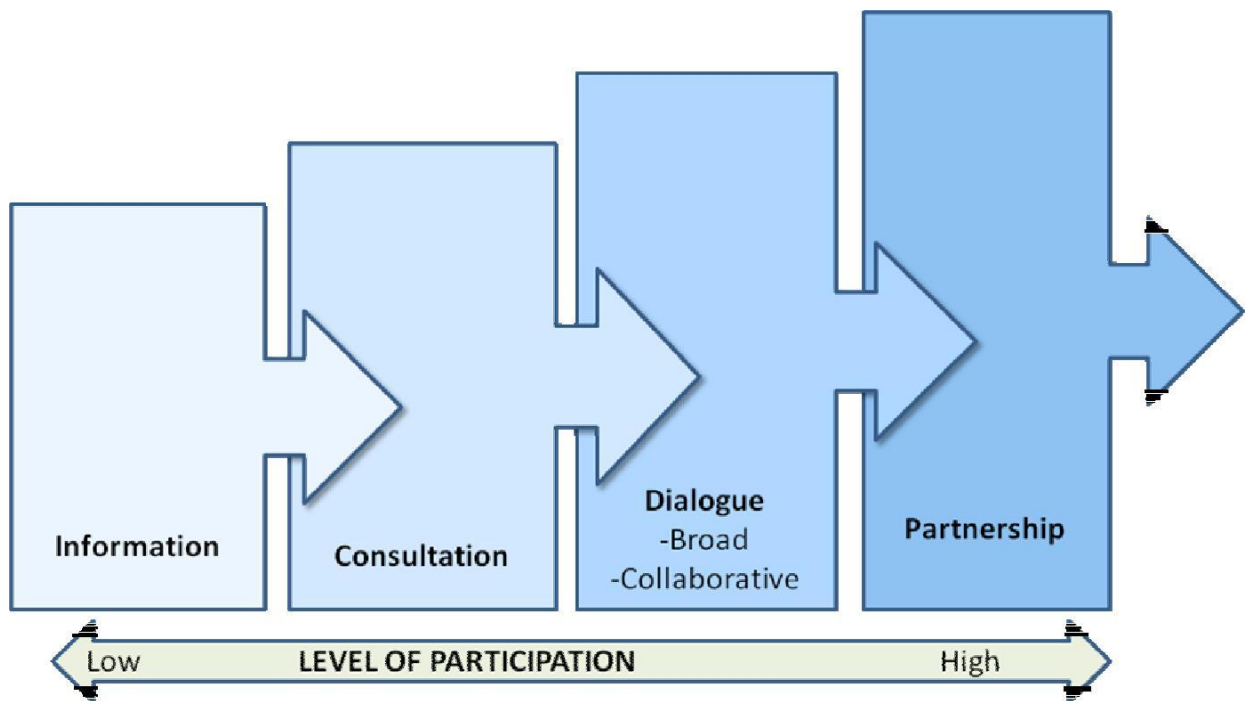 Information
Consultation
Dialogue
-Broad
-Collaborative
Partnership
Low LEVEL OF PARTICIPATION High